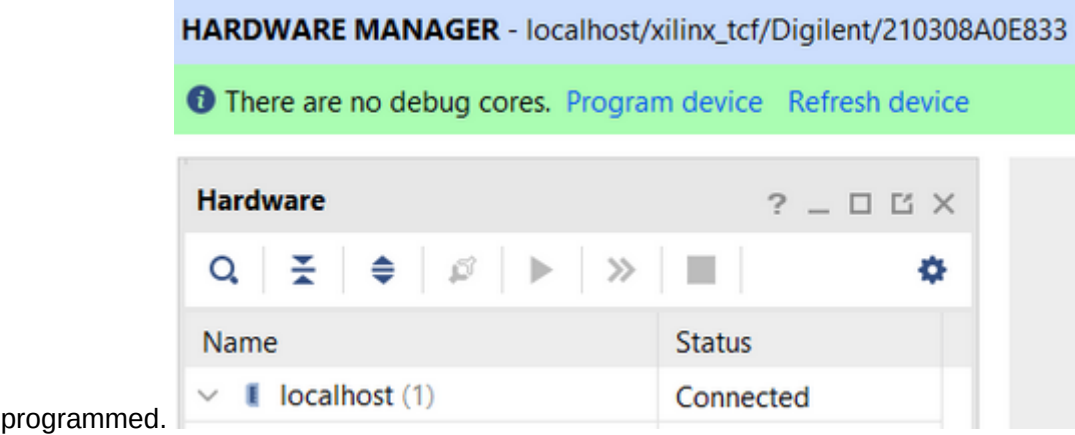 HARDWARE MANAGER - localhost/xilinx_tcf/Digilent/210308A0E833
There are no debug cores. Program device Refresh device
Hardware
Name Status
localhost (1) Connected
programmed.